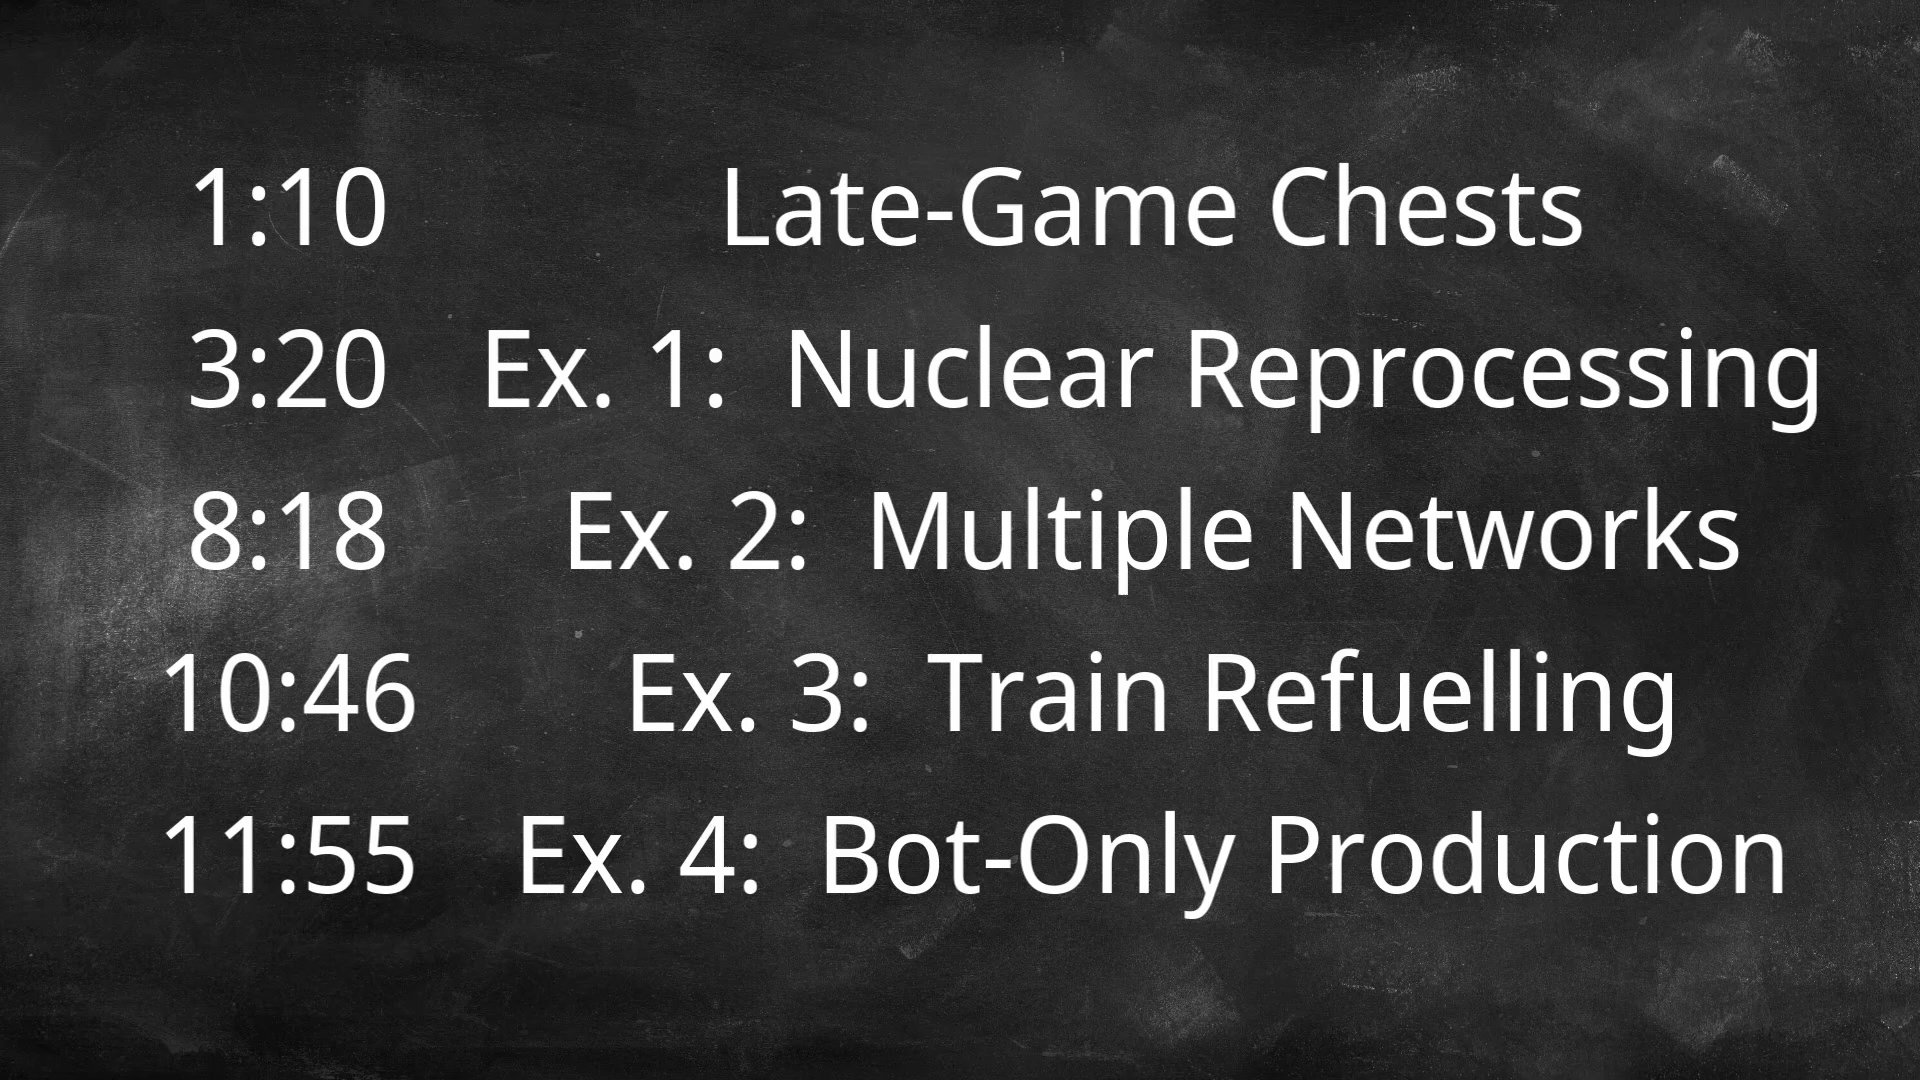 1:10 Late-Game Chests
3:20 Ex. 1: Nuclear Reprocessing
8:18 Ex. 2: Multiple Networks
10:46 Ex. 3: Train Refuelling
11:55 Ex. 4: Bot-Only Production